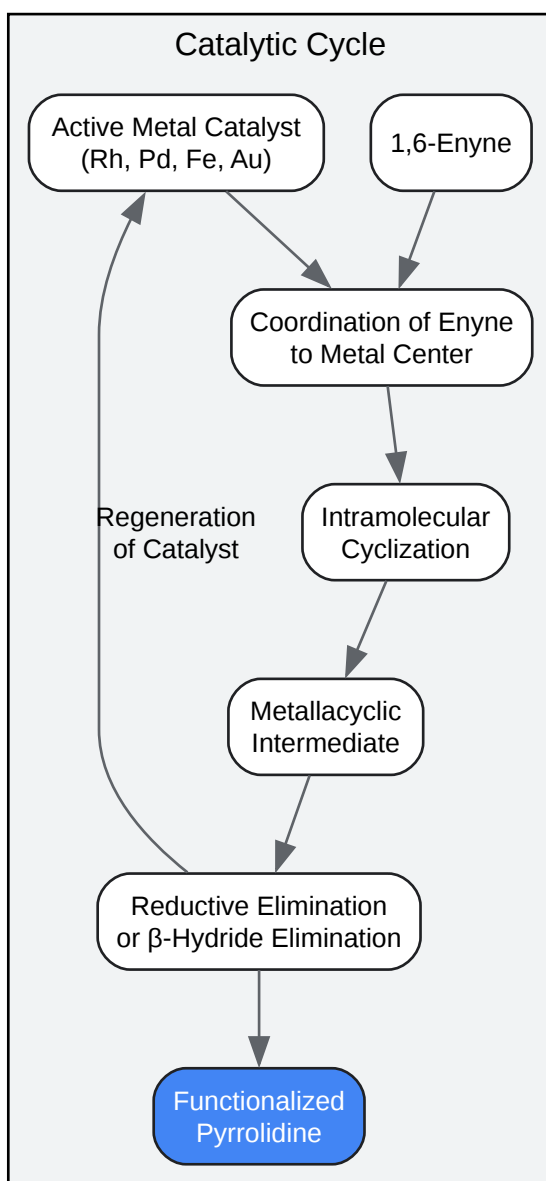 Catalytic Cycle
Active Metal Catalyst
(Rh, Pd, Fe, Au)
1,6-Enyne
Coordination of Enyne
to Metal Center
Intramolecular
Cyclization
Regeneration
of Catalyst
Metallacyclic
Intermediate
Reductive Elimination
or β-Hydride Elimination
Functionalized
Pyrrolidine